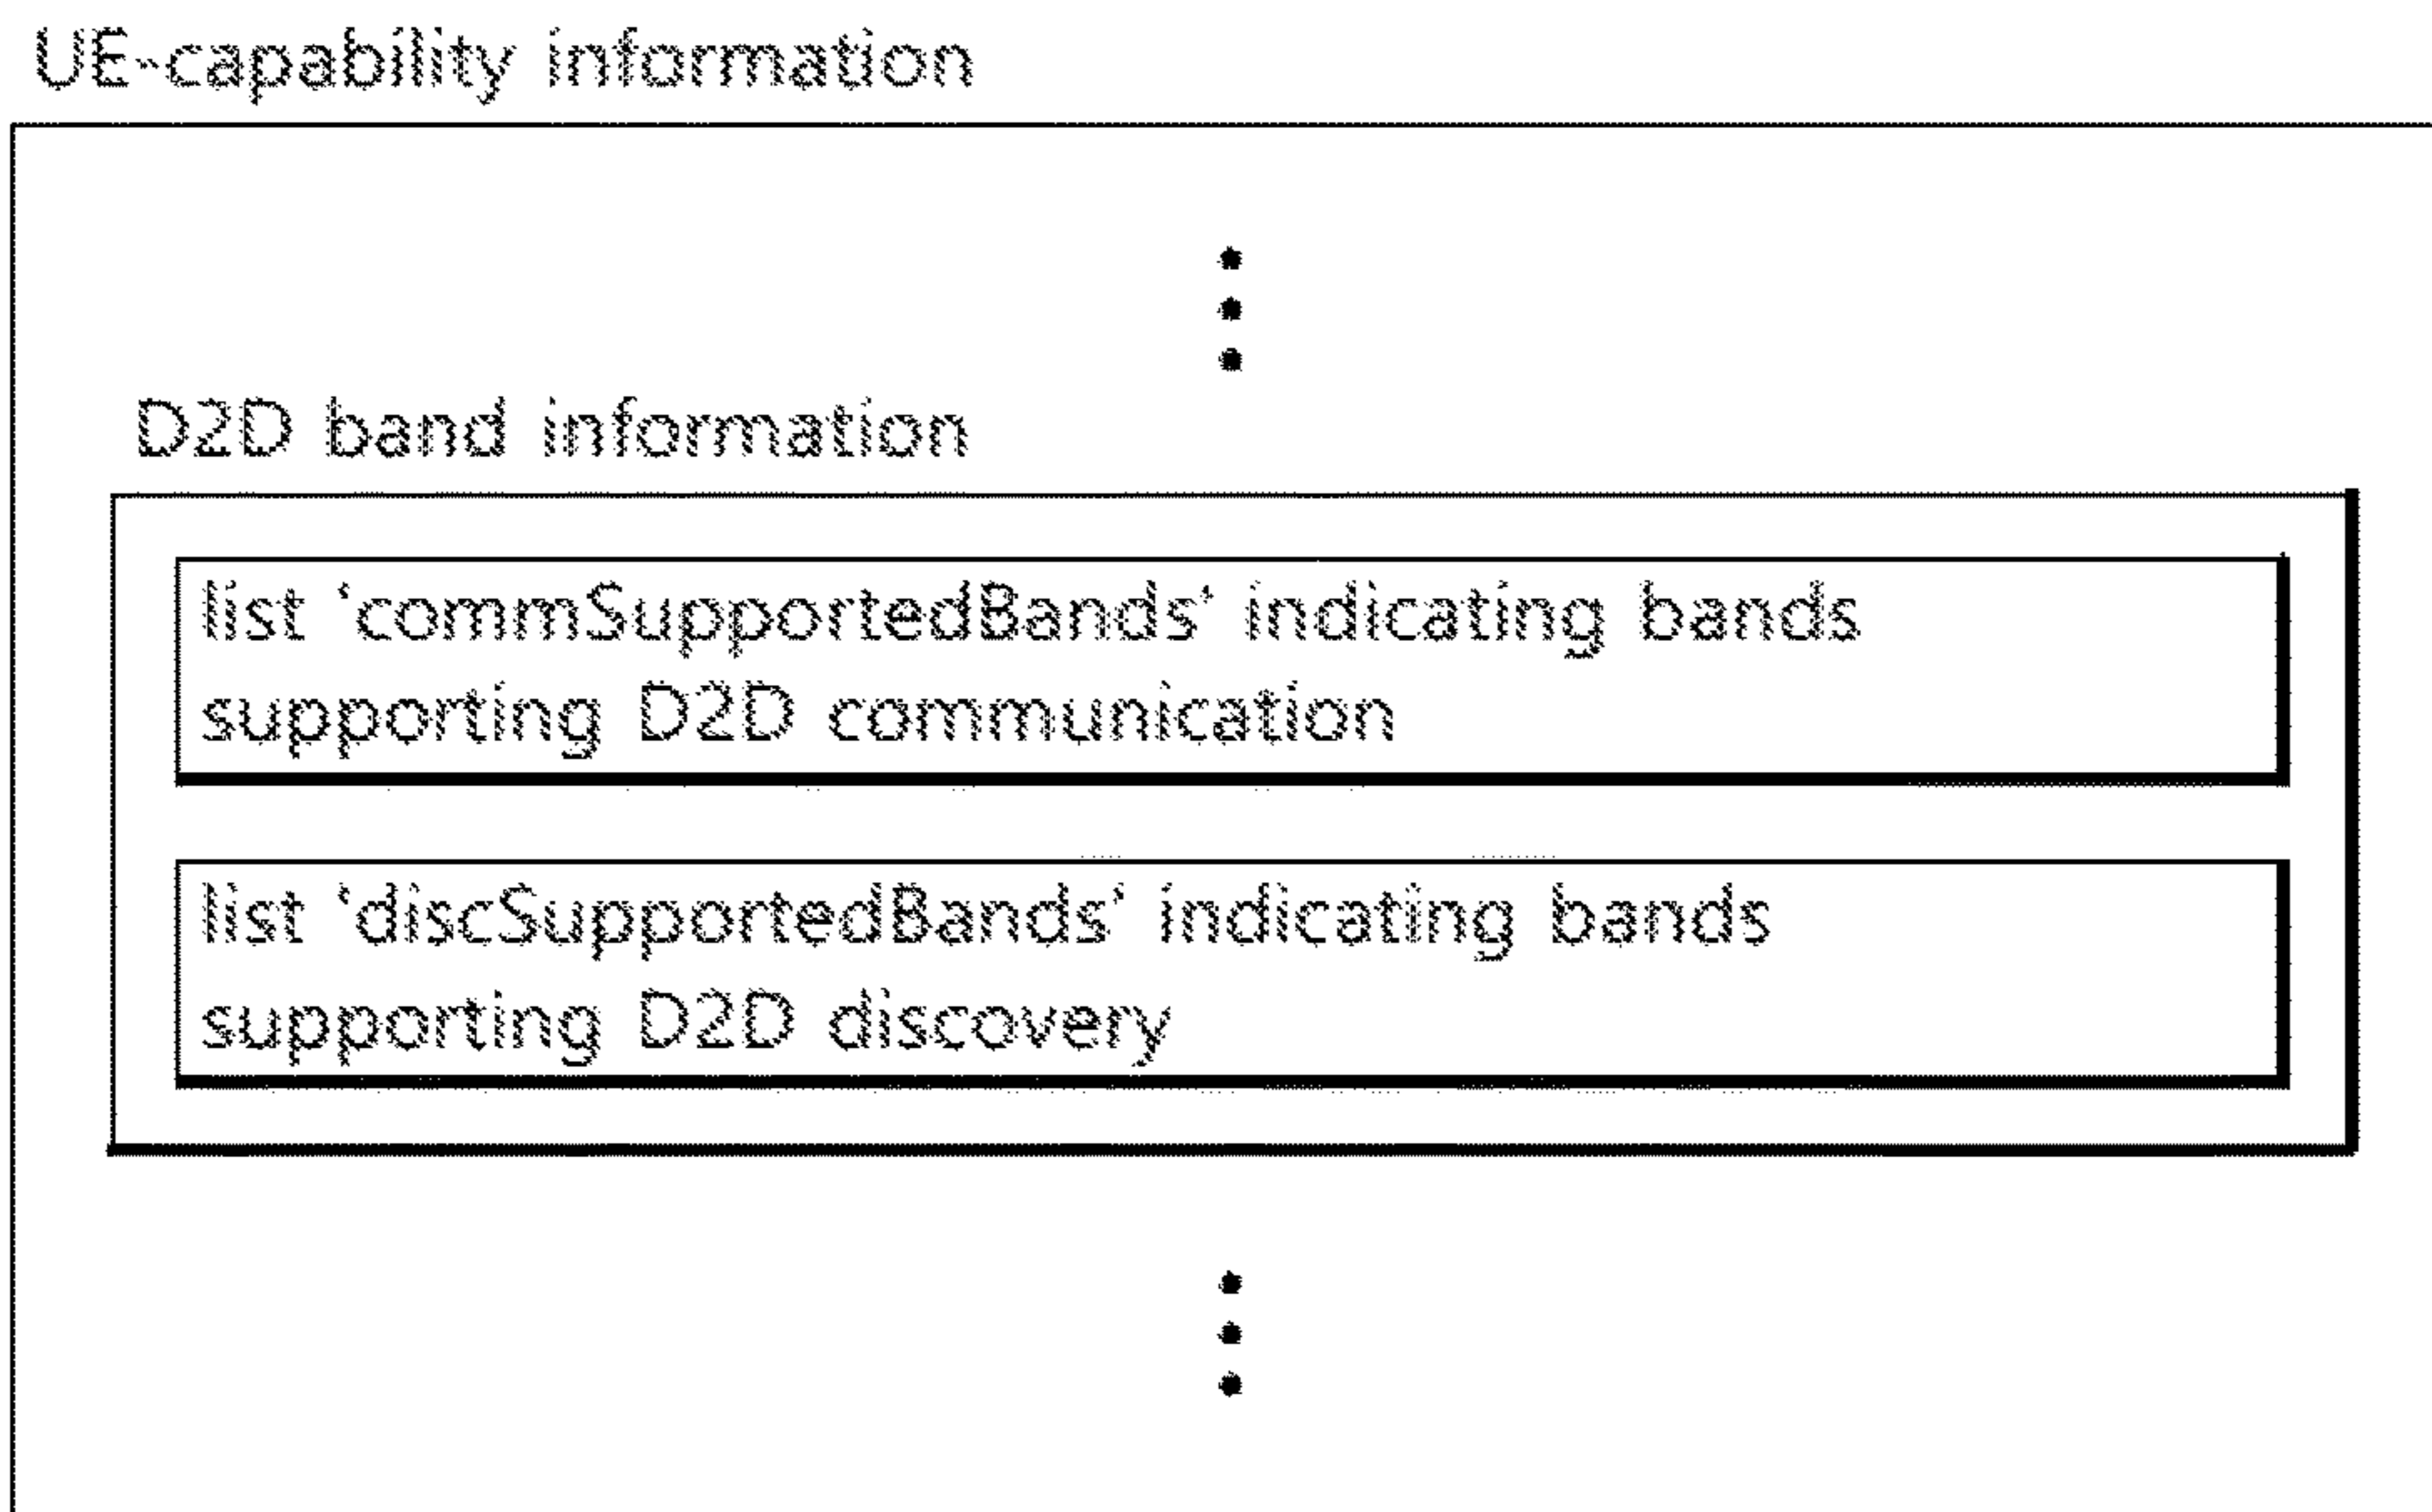 UE-capability information
D2D band information
list 'commSupportedBands' indicating bands
supporting D2D communication
list 'discSupportedBands' indicating bands
supporting D2D discovery